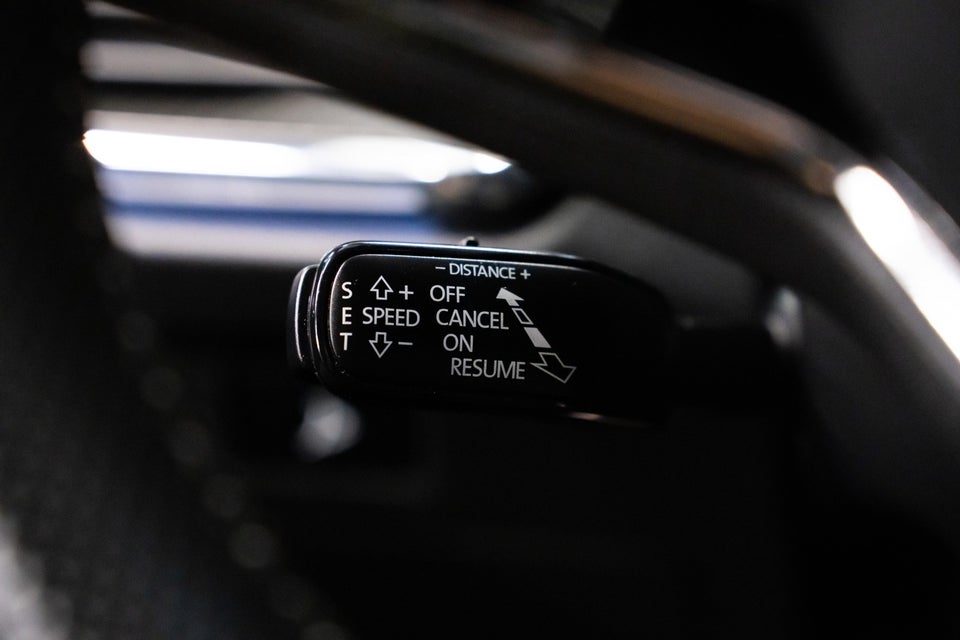 − DISTANCE +
S + OFF
E SPEED CANCEL
T − ON
RESUME